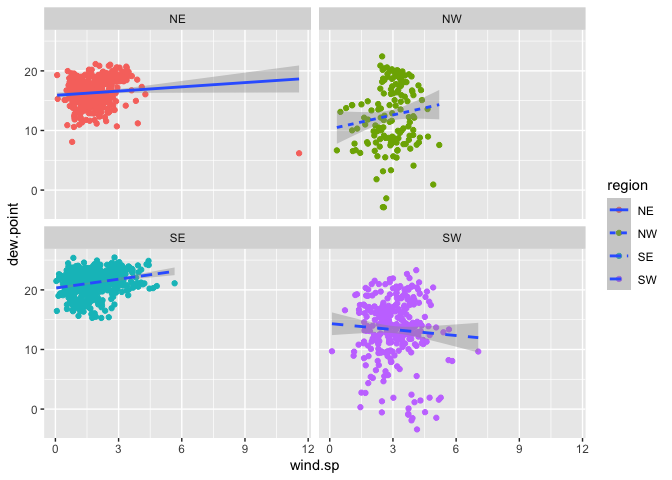 NE NW
20
10
0
dew.point
SE SW
20
10
0
0 3 6 9 12 0 3 6 9 12
wind.sp
region
NE
NW
SE
SW